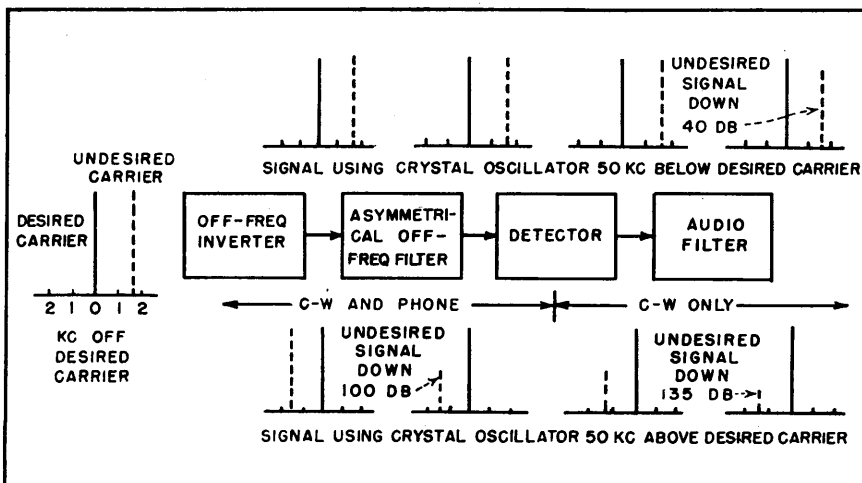 UNDESIRED
SIGNAL
DOWN
40 DB
SIGNAL USING CRYSTAL OSCILLATOR 50 KC BELOW DESIRED CARRIER
UNDESIRED
CARRIER
DESIRED
CARRIER
2 1 0 1 2
KC OFF
DESIRED
CARRIER
OFF-FREQ
INVERTER
ASYMMETRI-
CAL OFF-
FREQ FILTER
DETECTOR
AUDIO
FILTER
C-W AND PHONE
C-W ONLY
UNDESIRED
SIGNAL
DOWN
100 DB
UNDESIRED
SIGNAL
DOWN
135 DB
SIGNAL USING CRYSTAL OSCILLATOR 50 KC ABOVE DESIRED CARRIER